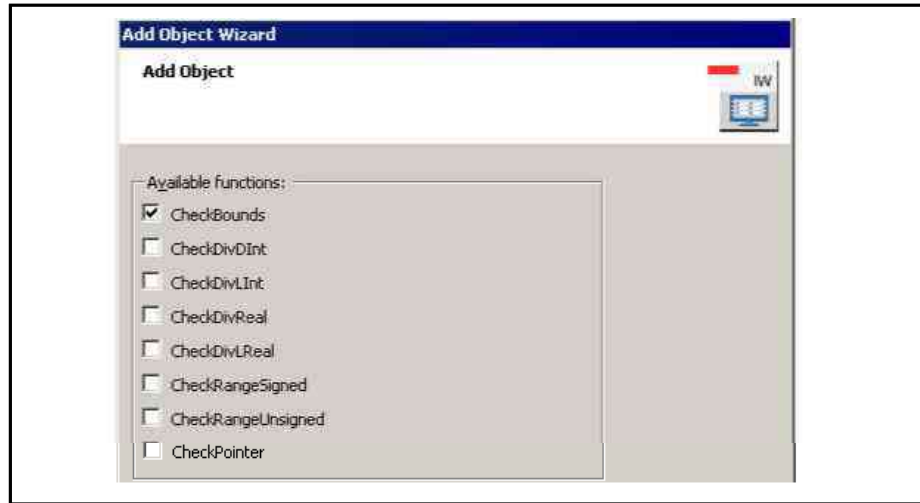 Add Object Wizard
Add Object
IW
Available functions:
CheckBounds
CheckDivDInt
CheckDivLInt
CheckDivReal
CheckDivLReal
CheckRangeSigned
CheckRangeUnsigned
CheckPointer